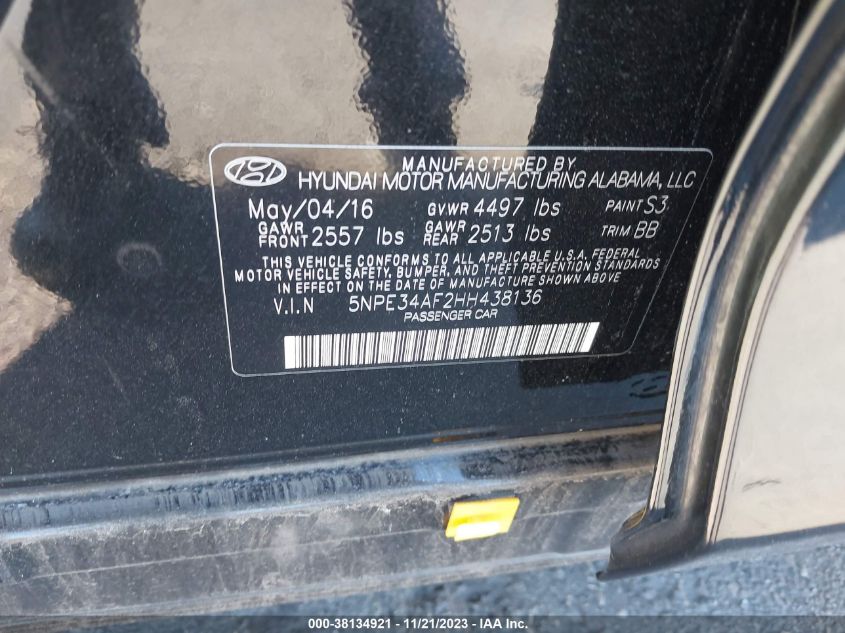 MANUFACTURED BY
HYUNDAI MOTOR MANUFACTURING ALABAMA, LLC
May/04/16 GVWR 4497 lbs PAINT S3
GAWR FRONT 2557 lbs GAWR REAR 2513 lbs TRIM BB
THIS VEHICLE CONFORMS TO ALL APPLICABLE U.S.A. FEDERAL
MOTOR VEHICLE SAFETY, BUMPER, AND THEFT PREVENTION STANDARDS
IN EFFECT ON THE DATE OF MANUFACTURE SHOWN ABOVE
V.I.N 5NPE34AF2HH438136
PASSENGER CAR
000-38134921 - 11/21/2023 - IAA Inc.